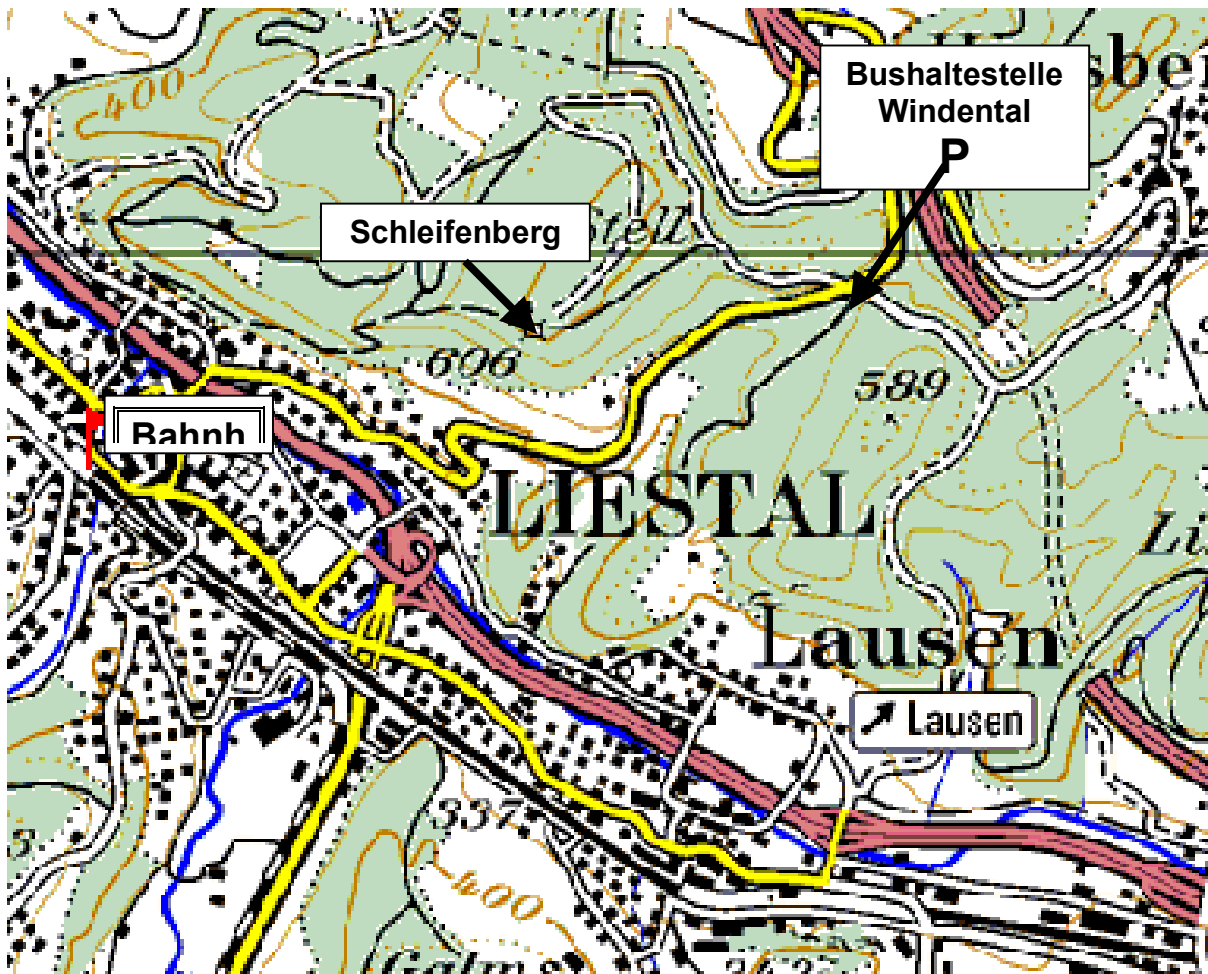 400
Bushaltestelle
Windental
P
Schleifenberg
606
589
Bahnh
LIESTAL
Lausen
Lausen
337
400